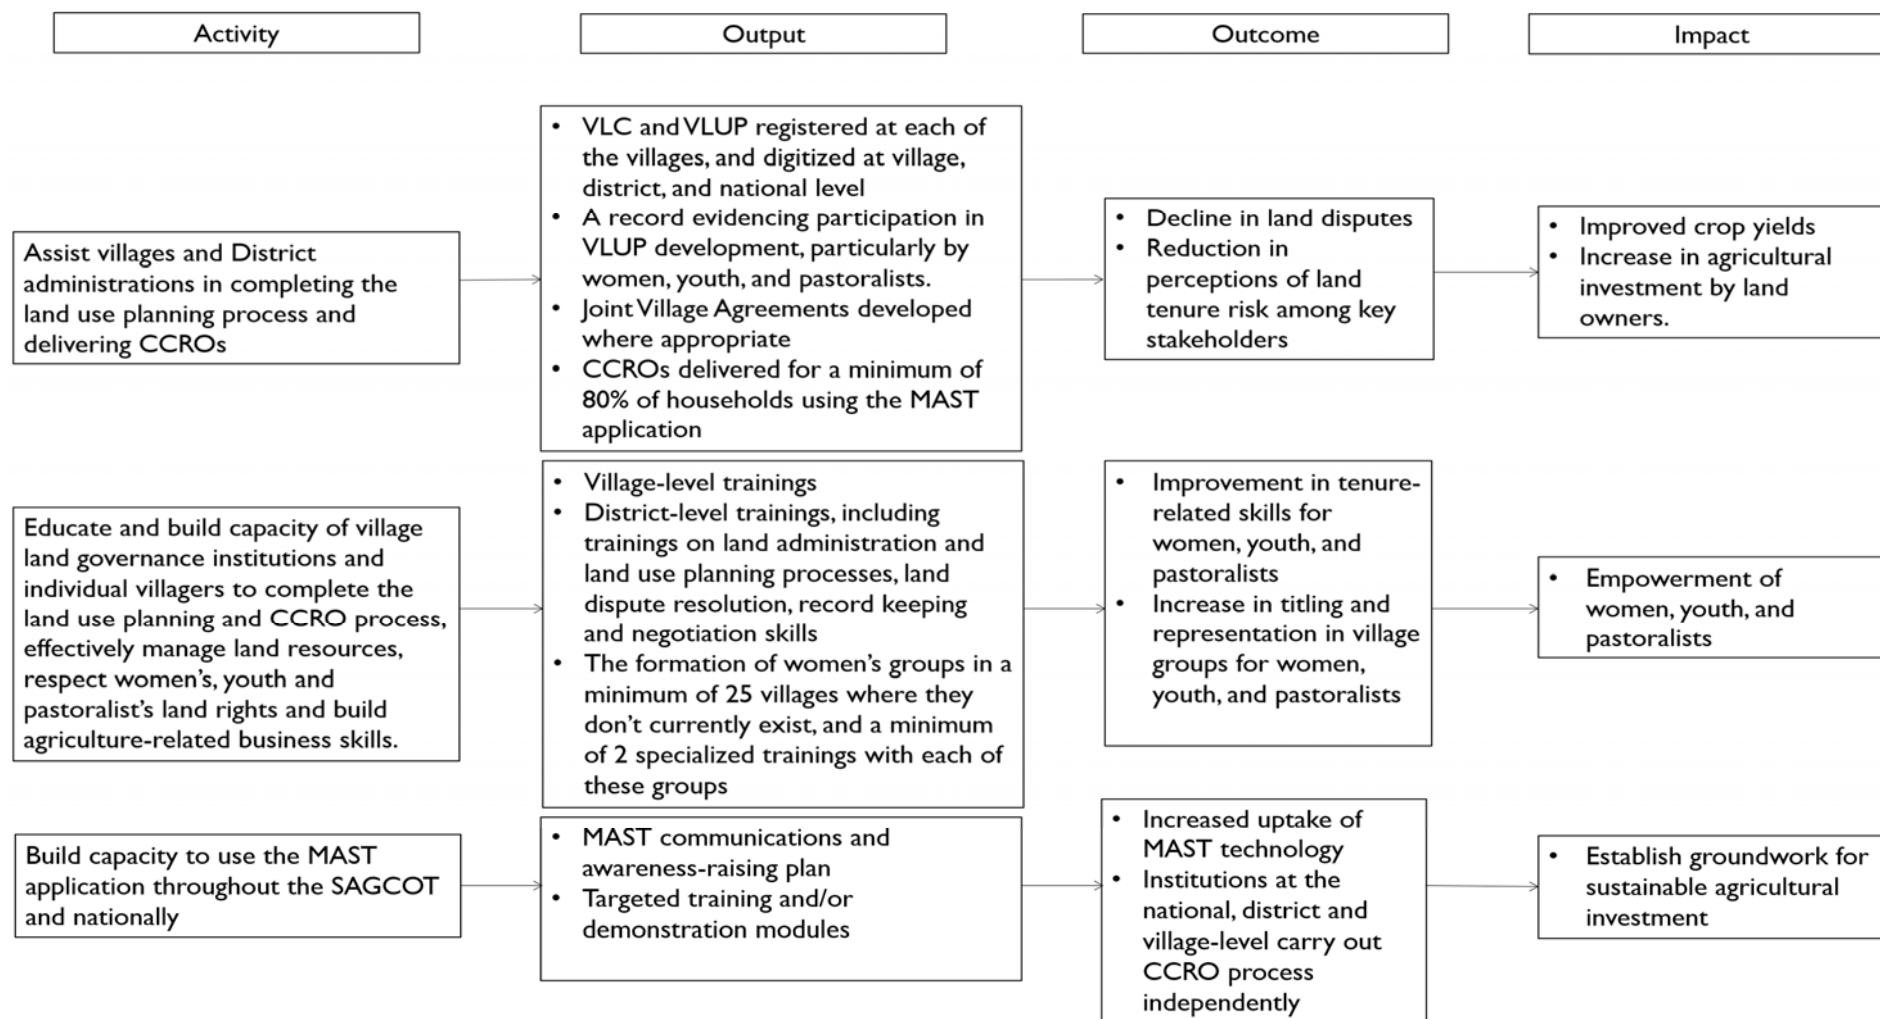 Activity
Output
Outcome
Impact
Assist villages and District
administrations in completing the
land use planning process and
delivering CCROs
• VLC and VLUP registered at each of
the villages, and digitized at village,
district, and national level
• A record evidencing participation in
VLUP development, particularly by
women, youth, and pastoralists.
• Joint Village Agreements developed
where appropriate
• CCROs delivered for a minimum of
80% of households using the MAST
application
• Decline in land disputes
• Reduction in
perceptions of land
tenure risk among key
stakeholders
• Improved crop yields
• Increase in agricultural
investment by land
owners.
Educate and build capacity of village
land governance institutions and
individual villagers to complete the
land use planning and CCRO process,
effectively manage land resources,
respect women's, youth and
pastoralist's land rights and build
agriculture-related business skills.
• Village-level trainings
• District-level trainings, including
trainings on land administration and
land use planning processes, land
dispute resolution, record keeping
and negotiation skills
• The formation of women's groups in a
minimum of 25 villages where they
don't currently exist, and a minimum
of 2 specialized trainings with each of
these groups
• Improvement in tenure-
related skills for
women, youth, and
pastoralists
• Increase in titling and
representation in village
groups for women,
youth, and pastoralists
• Empowerment of
women, youth, and
pastoralists
Build capacity to use the MAST
application throughout the SAGCOT
and nationally
• MAST communications and
awareness-raising plan
• Targeted training and/or
demonstration modules
• Increased uptake of
MAST technology
• Institutions at the
national, district and
village-level carry out
CCRO process
independently
• Establish groundwork for
sustainable agricultural
investment